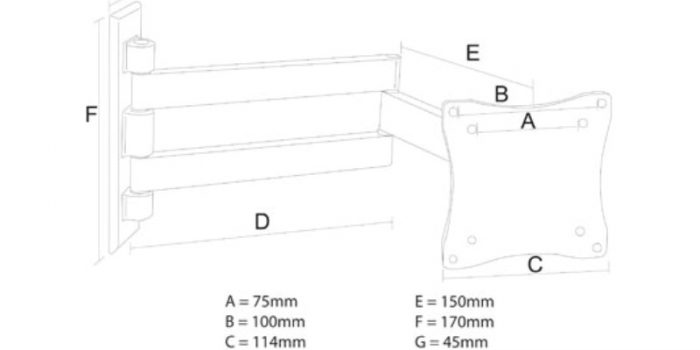 E
B
F
A
D
C
A = 75mm
B = 100mm
C = 114mm
E = 150mm
F = 170mm
G = 45mm